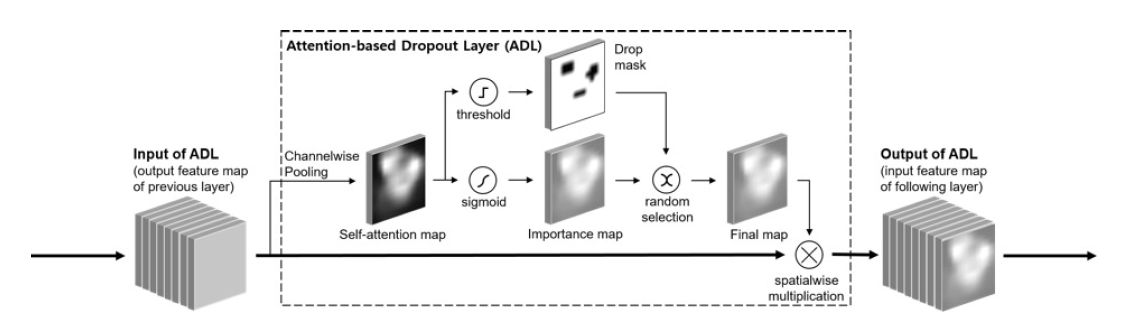 Attention-based Dropout Layer (ADL)
Drop
mask
threshold
Input of ADL
(output feature map
of previous layer)
Channelwise
Pooling
sigmoid
random
selection
Self-attention map
Importance map
Final map
Output of ADL
(input feature map
of following layer)
spatialwise
multiplication